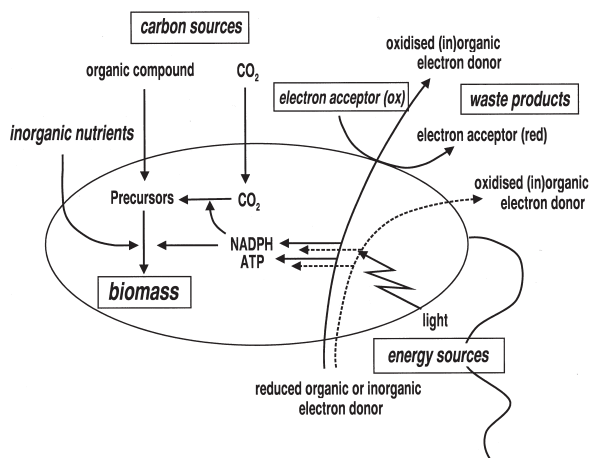 carbon sources
organic compound
CO2
oxidised (in)organic
electron donor
electron acceptor (ox)
waste products
inorganic nutrients
electron acceptor (red)
oxidised (in)organic
electron donor
Precursors
CO2
NADPH
ATP
biomass
light
energy sources
reduced organic or inorganic
electron donor